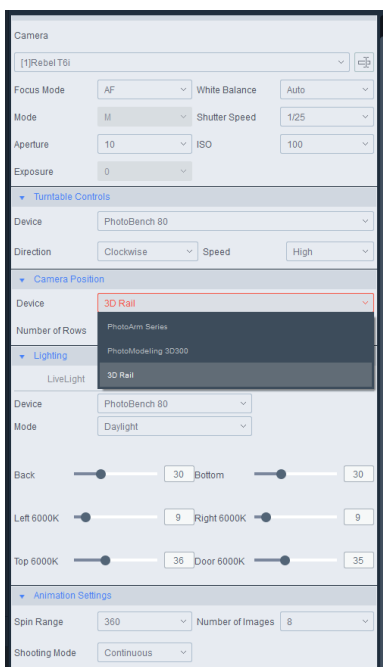 Camera
[1]Rebel T6i
Focus Mode AF White Balance Auto
Mode M Shutter Speed 1/25
Aperture 10 ISO 100
Exposure 0
Turntable Controls
Device PhotoBench 80
Direction Clockwise Speed High
Camera Position
Device 3D Rail
PhotoArm Series
Number of Rows
PhotoModeling 3D300
Lighting
3D Rail
LiveLight
Device PhotoBench 80
Mode Daylight
Back 30 Bottom 30
Left 6000K 9 Right 6000K 9
Top 6000K 36 Door 6000K 35
Animation Settings
Spin Range 360 Number of Images 8
Shooting Mode Continuous